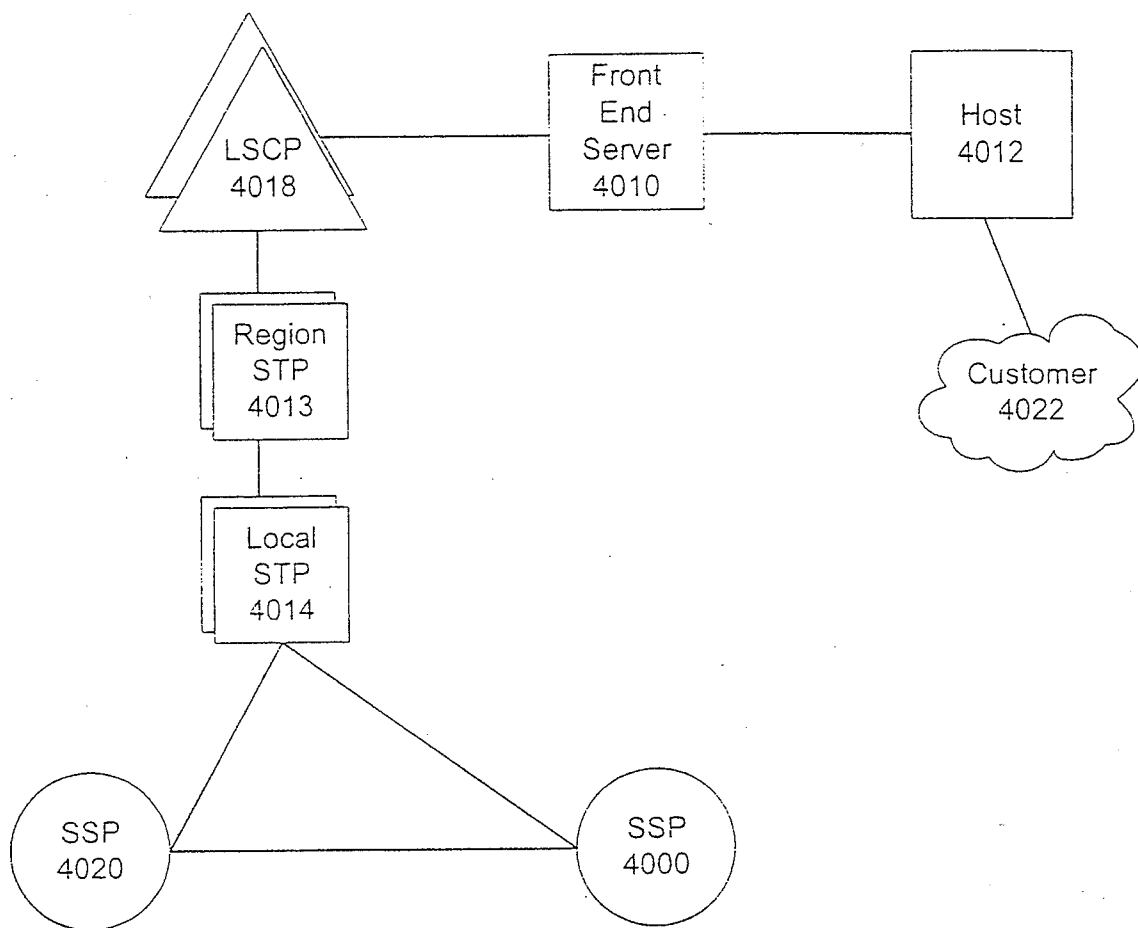 LSCP
4018
Front
End
Server
4010
Host
4012
Region
STP
4013
Customer
4022
Local
STP
4014
SSP
4020
SSP
4000